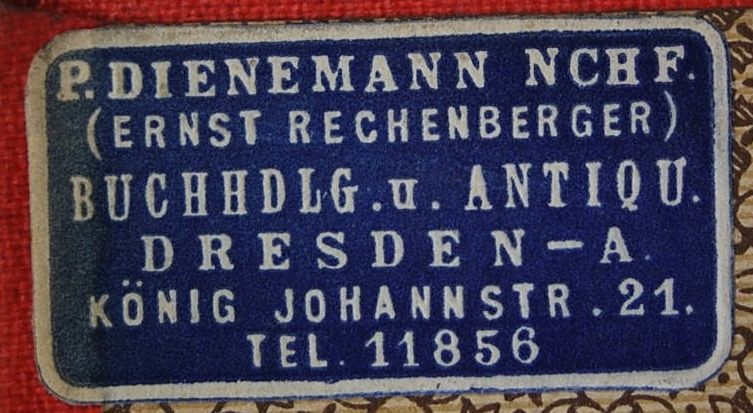 P. DIENEMANN NCHF.
(ERNST RECHENBERGER)
BUCHHDLG. u. ANTIQU.
DRESDEN - A.
KÖNIG JOHANNSTR. 21.
TEL. 11856